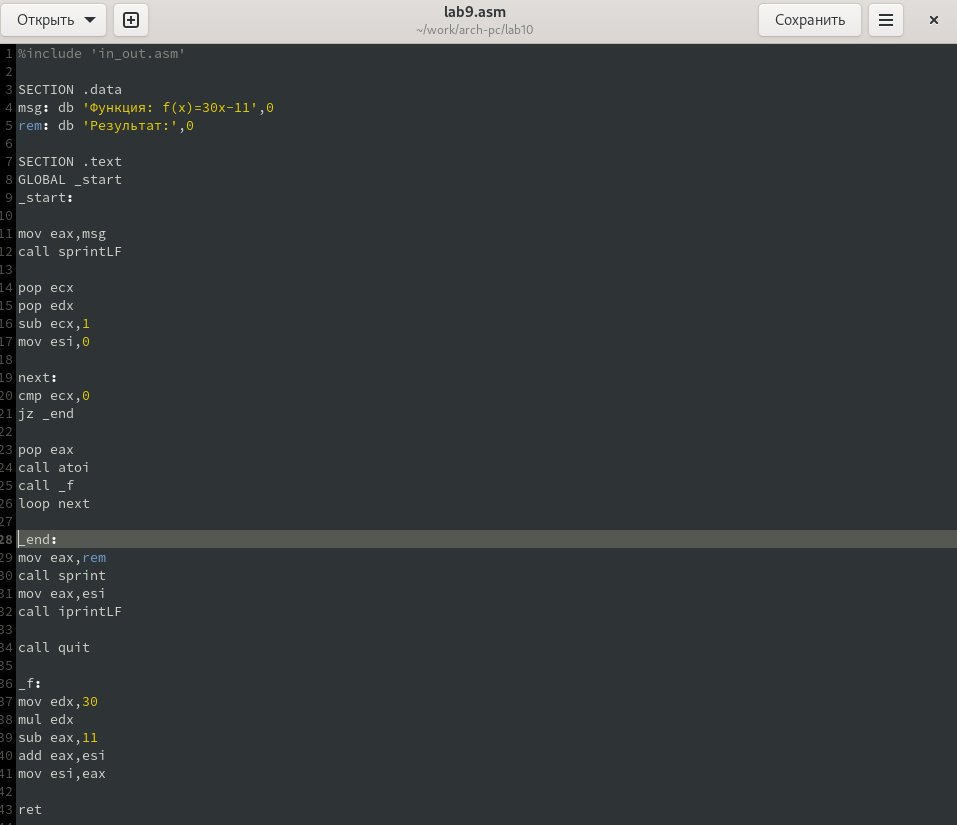 Открыть
lab9.asm
~/work/arch-pc/lab10
Сохранить
1 %include 'in_out.asm'
2
3 SECTION .data
4 msg: db 'Функция: f(x)=30x-11',0
5 rem: db 'Результат:',0
6
7 SECTION .text
8 GLOBAL _start
9 _start:
10
11 mov eax,msg
12 call sprintLF
13
14 pop ecx
15 pop edx
16 sub ecx,1
17 mov esi,0
18
19 next:
20 cmp ecx,0
21 jz _end
22
23 pop eax
24 call atoi
25 call _f
26 loop next
27
28 _end:
29 mov eax,rem
30 call sprint
31 mov eax,esi
32 call iprintLF
33
34 call quit
35
36 _f:
37 mov edx,30
38 mul edx
39 sub eax,11
40 add eax,esi
41 mov esi,eax
42
43 ret